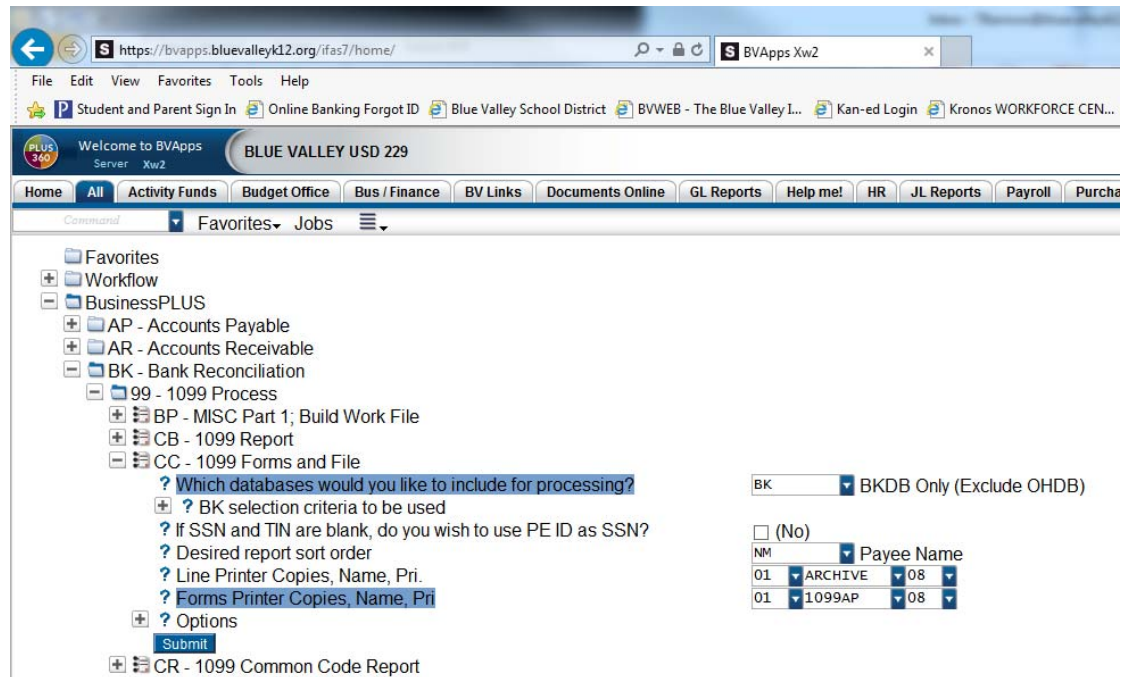 https://bvapps.bluevalleyk12.org/ifas7/home/
S BVApps Xw2
File Edit View Favorites Tools Help
Student and Parent Sign In Online Banking Forgot ID Blue Valley School District BVWEB - The Blue Valley I... Kan-ed Login Kronos WORKFORCE CEN...
PLUS 360 Welcome to BVApps BLUE VALLEY USD 229
Server Xw2
Home All Activity Funds Budget Office Bus / Finance BV Links Documents Online GL Reports Help me! HR JL Reports Payroll Purcha
Command Favorites Jobs
Favorites
Workflow
BusinessPLUS
AP - Accounts Payable
AR - Accounts Receivable
BK - Bank Reconciliation
99 - 1099 Process
BP - MISC Part 1; Build Work File
CB - 1099 Report
CC - 1099 Forms and File
? Which databases would you like to include for processing? BK BKDB Only (Exclude OHDB)
? BK selection criteria to be used
? If SSN and TIN are blank, do you wish to use PE ID as SSN? (No)
? Desired report sort order NM Payee Name
? Line Printer Copies, Name, Pri. 01 ARCHIVE 08
? Forms Printer Copies, Name, Pri 01 1099AP 08
? Options
Submit
CR - 1099 Common Code Report